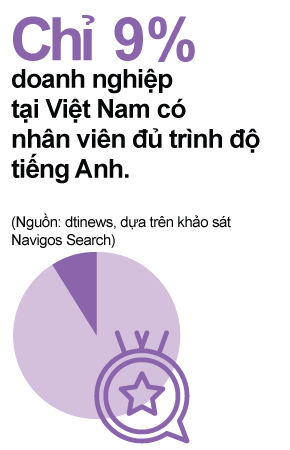 Chỉ 9%
doanh nghiệp
tại Việt Nam có
nhân viên đủ trình độ
tiếng Anh.
(Nguồn: dtinews, dựa trên khảo sát
Navigos Search)